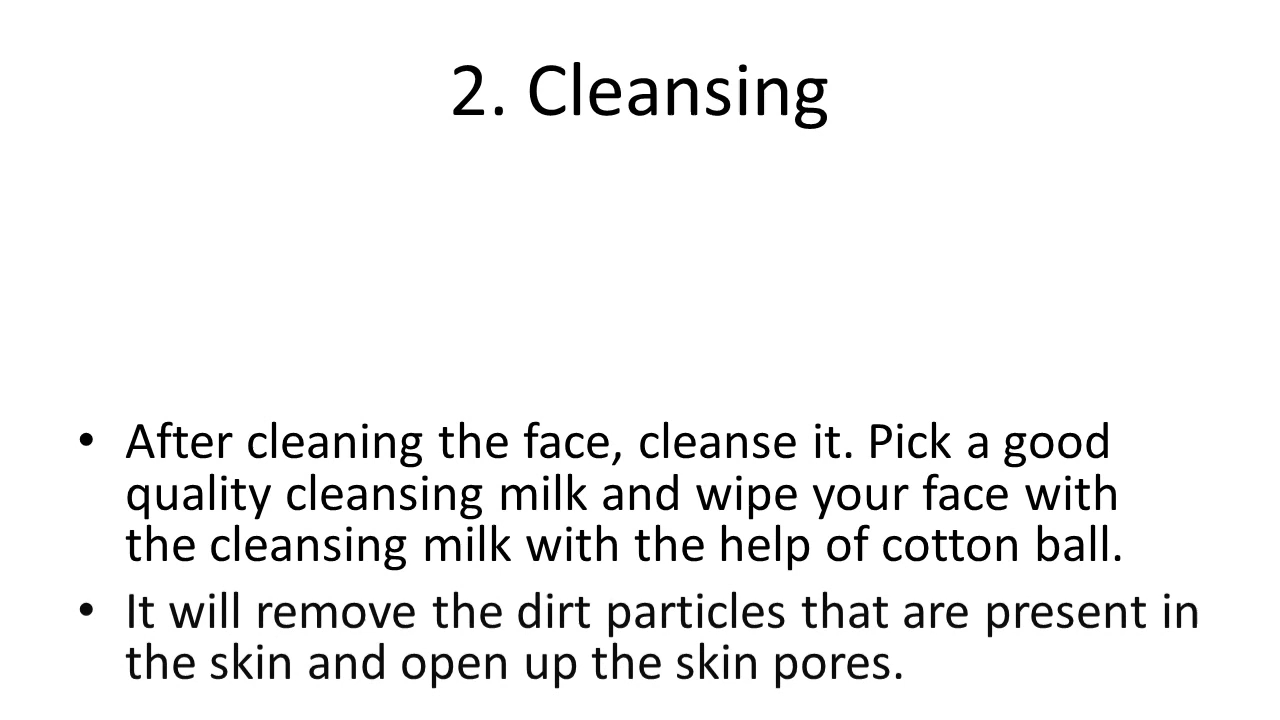 2. Cleansing
• After cleaning the face, cleanse it. Pick a good
quality cleansing milk and wipe your face with
the cleansing milk with the help of cotton ball.
• It will remove the dirt particles that are present in
the skin and open up the skin pores.